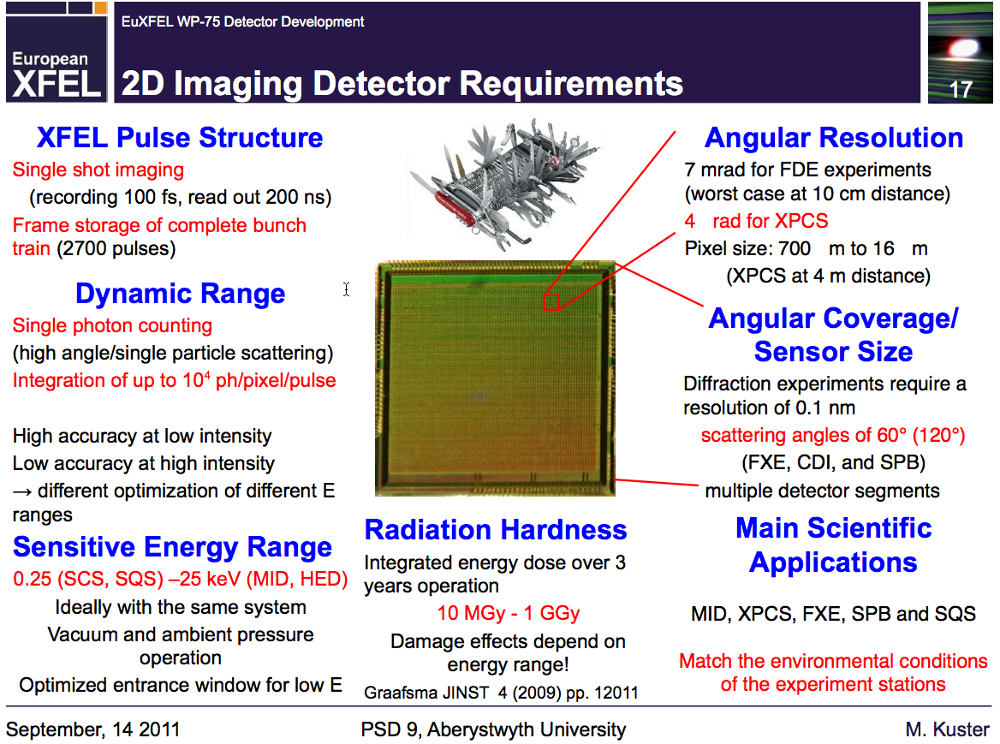 EuXFEL WP-75 Detector Development
European
XFEL
2D Imaging Detector Requirements
17
XFEL Pulse Structure
Single shot imaging
(recording 100 fs, read out 200 ns)
Frame storage of complete bunch
train (2700 pulses)
Dynamic Range
Single photon counting
(high angle/single particle scattering)
Integration of up to 10⁴ ph/pixel/pulse
High accuracy at low intensity
Low accuracy at high intensity
→ different optimization of different E
ranges
Sensitive Energy Range
0.25 (SCS, SQS) –25 keV (MID, HED)
Ideally with the same system
Vacuum and ambient pressure
operation
Optimized entrance window for low E
Radiation Hardness
Integrated energy dose over 3
years operation
10 MGy - 1 GGy
Damage effects depend on
energy range!
Graafsma JINST 4 (2009) pp. 12011
Angular Resolution
7 mrad for FDE experiments
(worst case at 10 cm distance)
4 rad for XPCS
Pixel size: 700 m to 16 m
(XPCS at 4 m distance)
Angular Coverage/
Sensor Size
Diffraction experiments require a
resolution of 0.1 nm
scattering angles of 60° (120°)
(FXE, CDI, and SPB)
multiple detector segments
Main Scientific
Applications
MID, XPCS, FXE, SPB and SQS
Match the environmental conditions
of the experiment stations
September, 14 2011
PSD 9, Aberystwyth University
M. Kuster